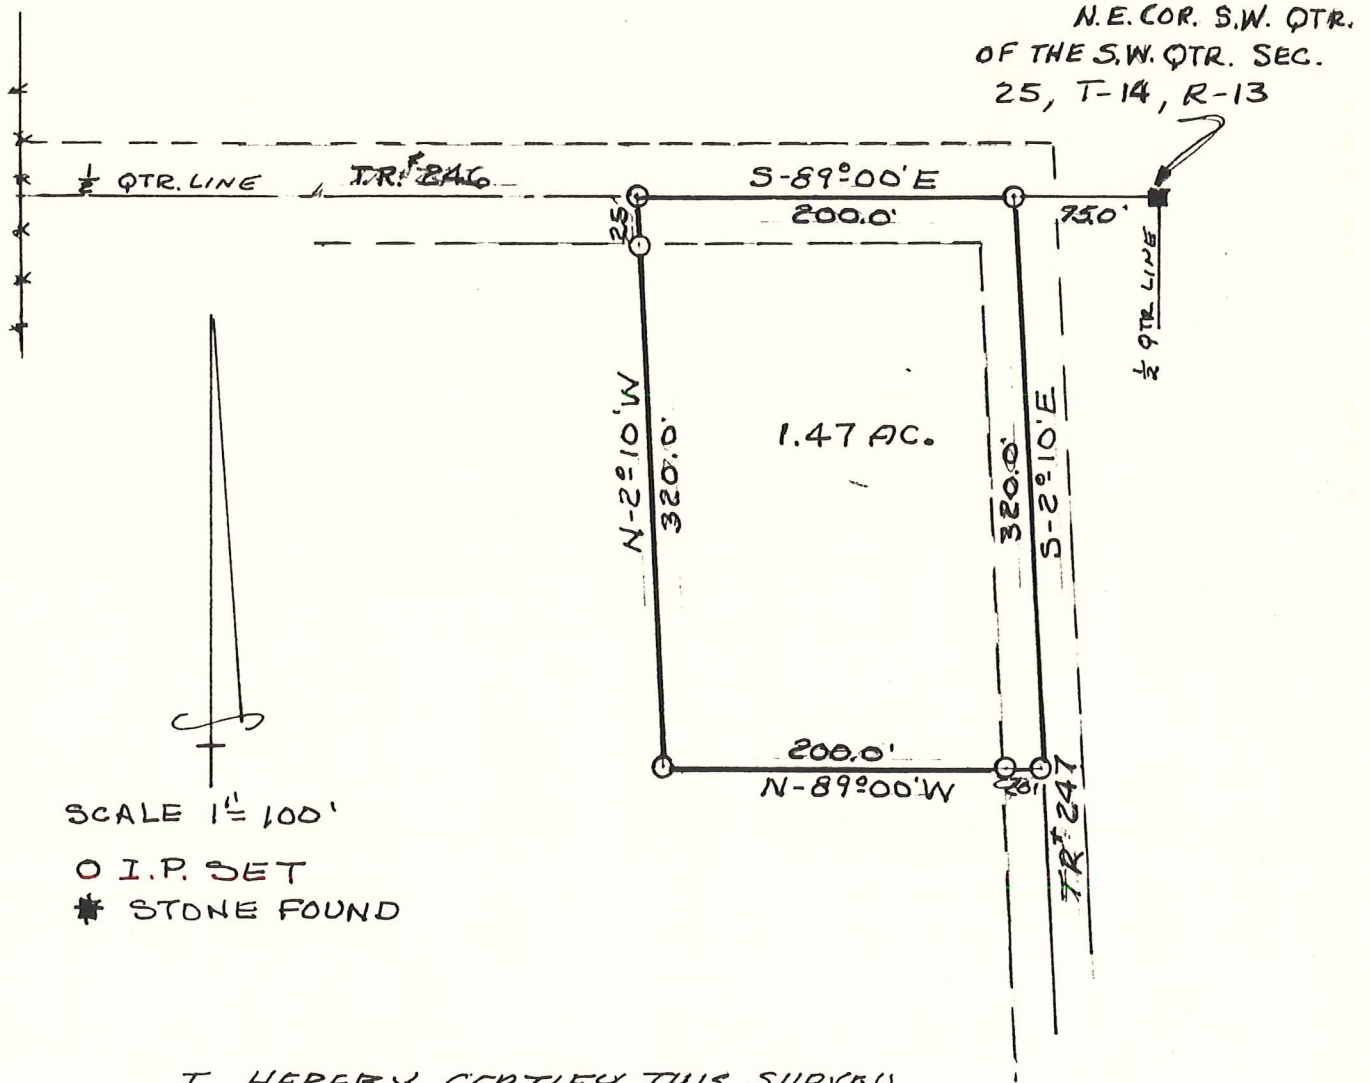 N.E. COR. S.W. QTR.
OF THE S.W. QTR. SEC.
25, T-14, R-13
½ QTR. LINE
T.R.# 246
S-89°00'E
200.0'
25'
½ QTR LINE
N-2°10'W
320.0'
1.47 AC.
320.0'
S-2°10'E
200.0'
N-89°00'W
TR# 247
SCALE 1"= 100'
O I.P. SET
STONE FOUND
I HEREBY CERTIFY THIS SURVEY